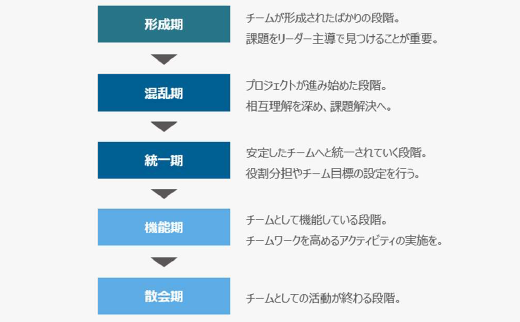 形成期
チームが形成されたばかりの段階。
課題をリーダー主導で見つけることが重要。
混乱期
プロジェクトが進み始めた段階。
相互理解を深め、課題解決へ。
統一期
安定したチームへと統一されていく段階。
役割分担やチーム目標の設定を行う。
機能期
チームとして機能している段階。
チームワークを高めるアクティビティの実施を。
散会期
チームとしての活動が終わる段階。